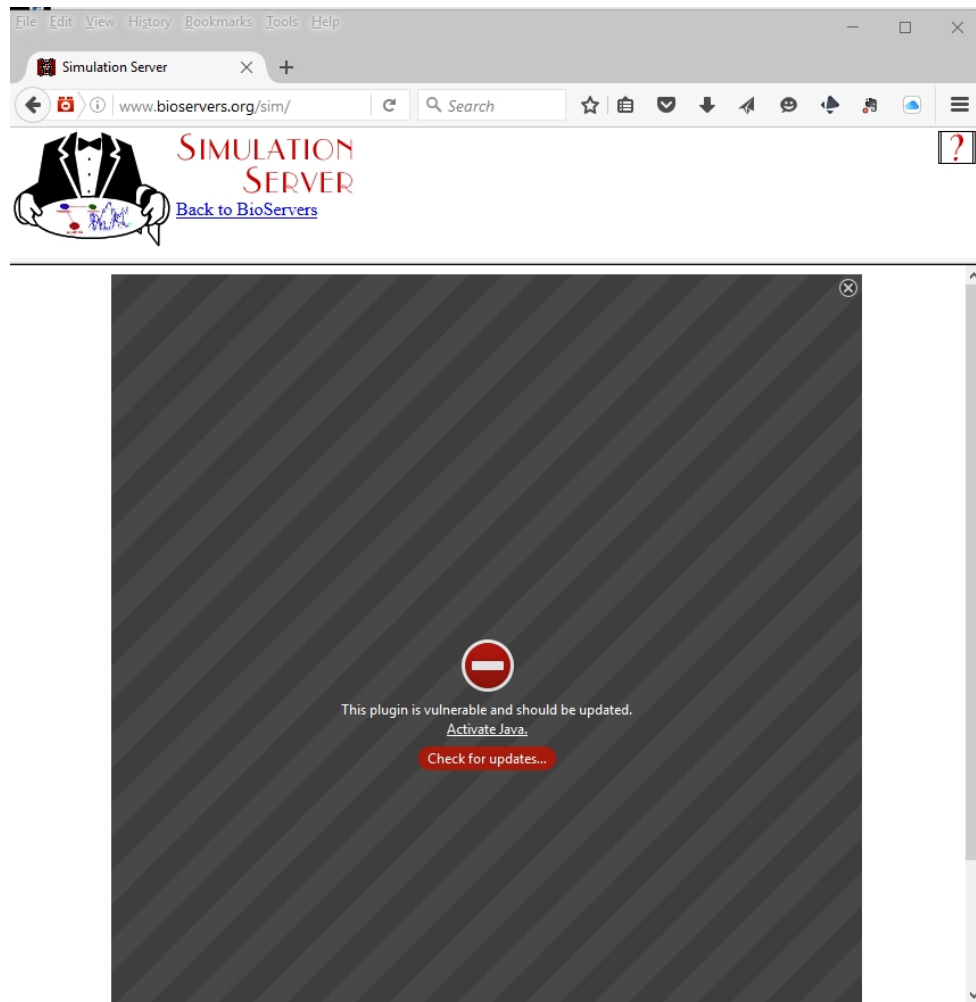 File Edit View History Bookmarks Tools Help
Simulation Server
www.bioservers.org/sim/ Search
SIMULATION
SERVER
Back to BioServers
?
This plugin is vulnerable and should be updated.
Activate Java.
Check for updates...